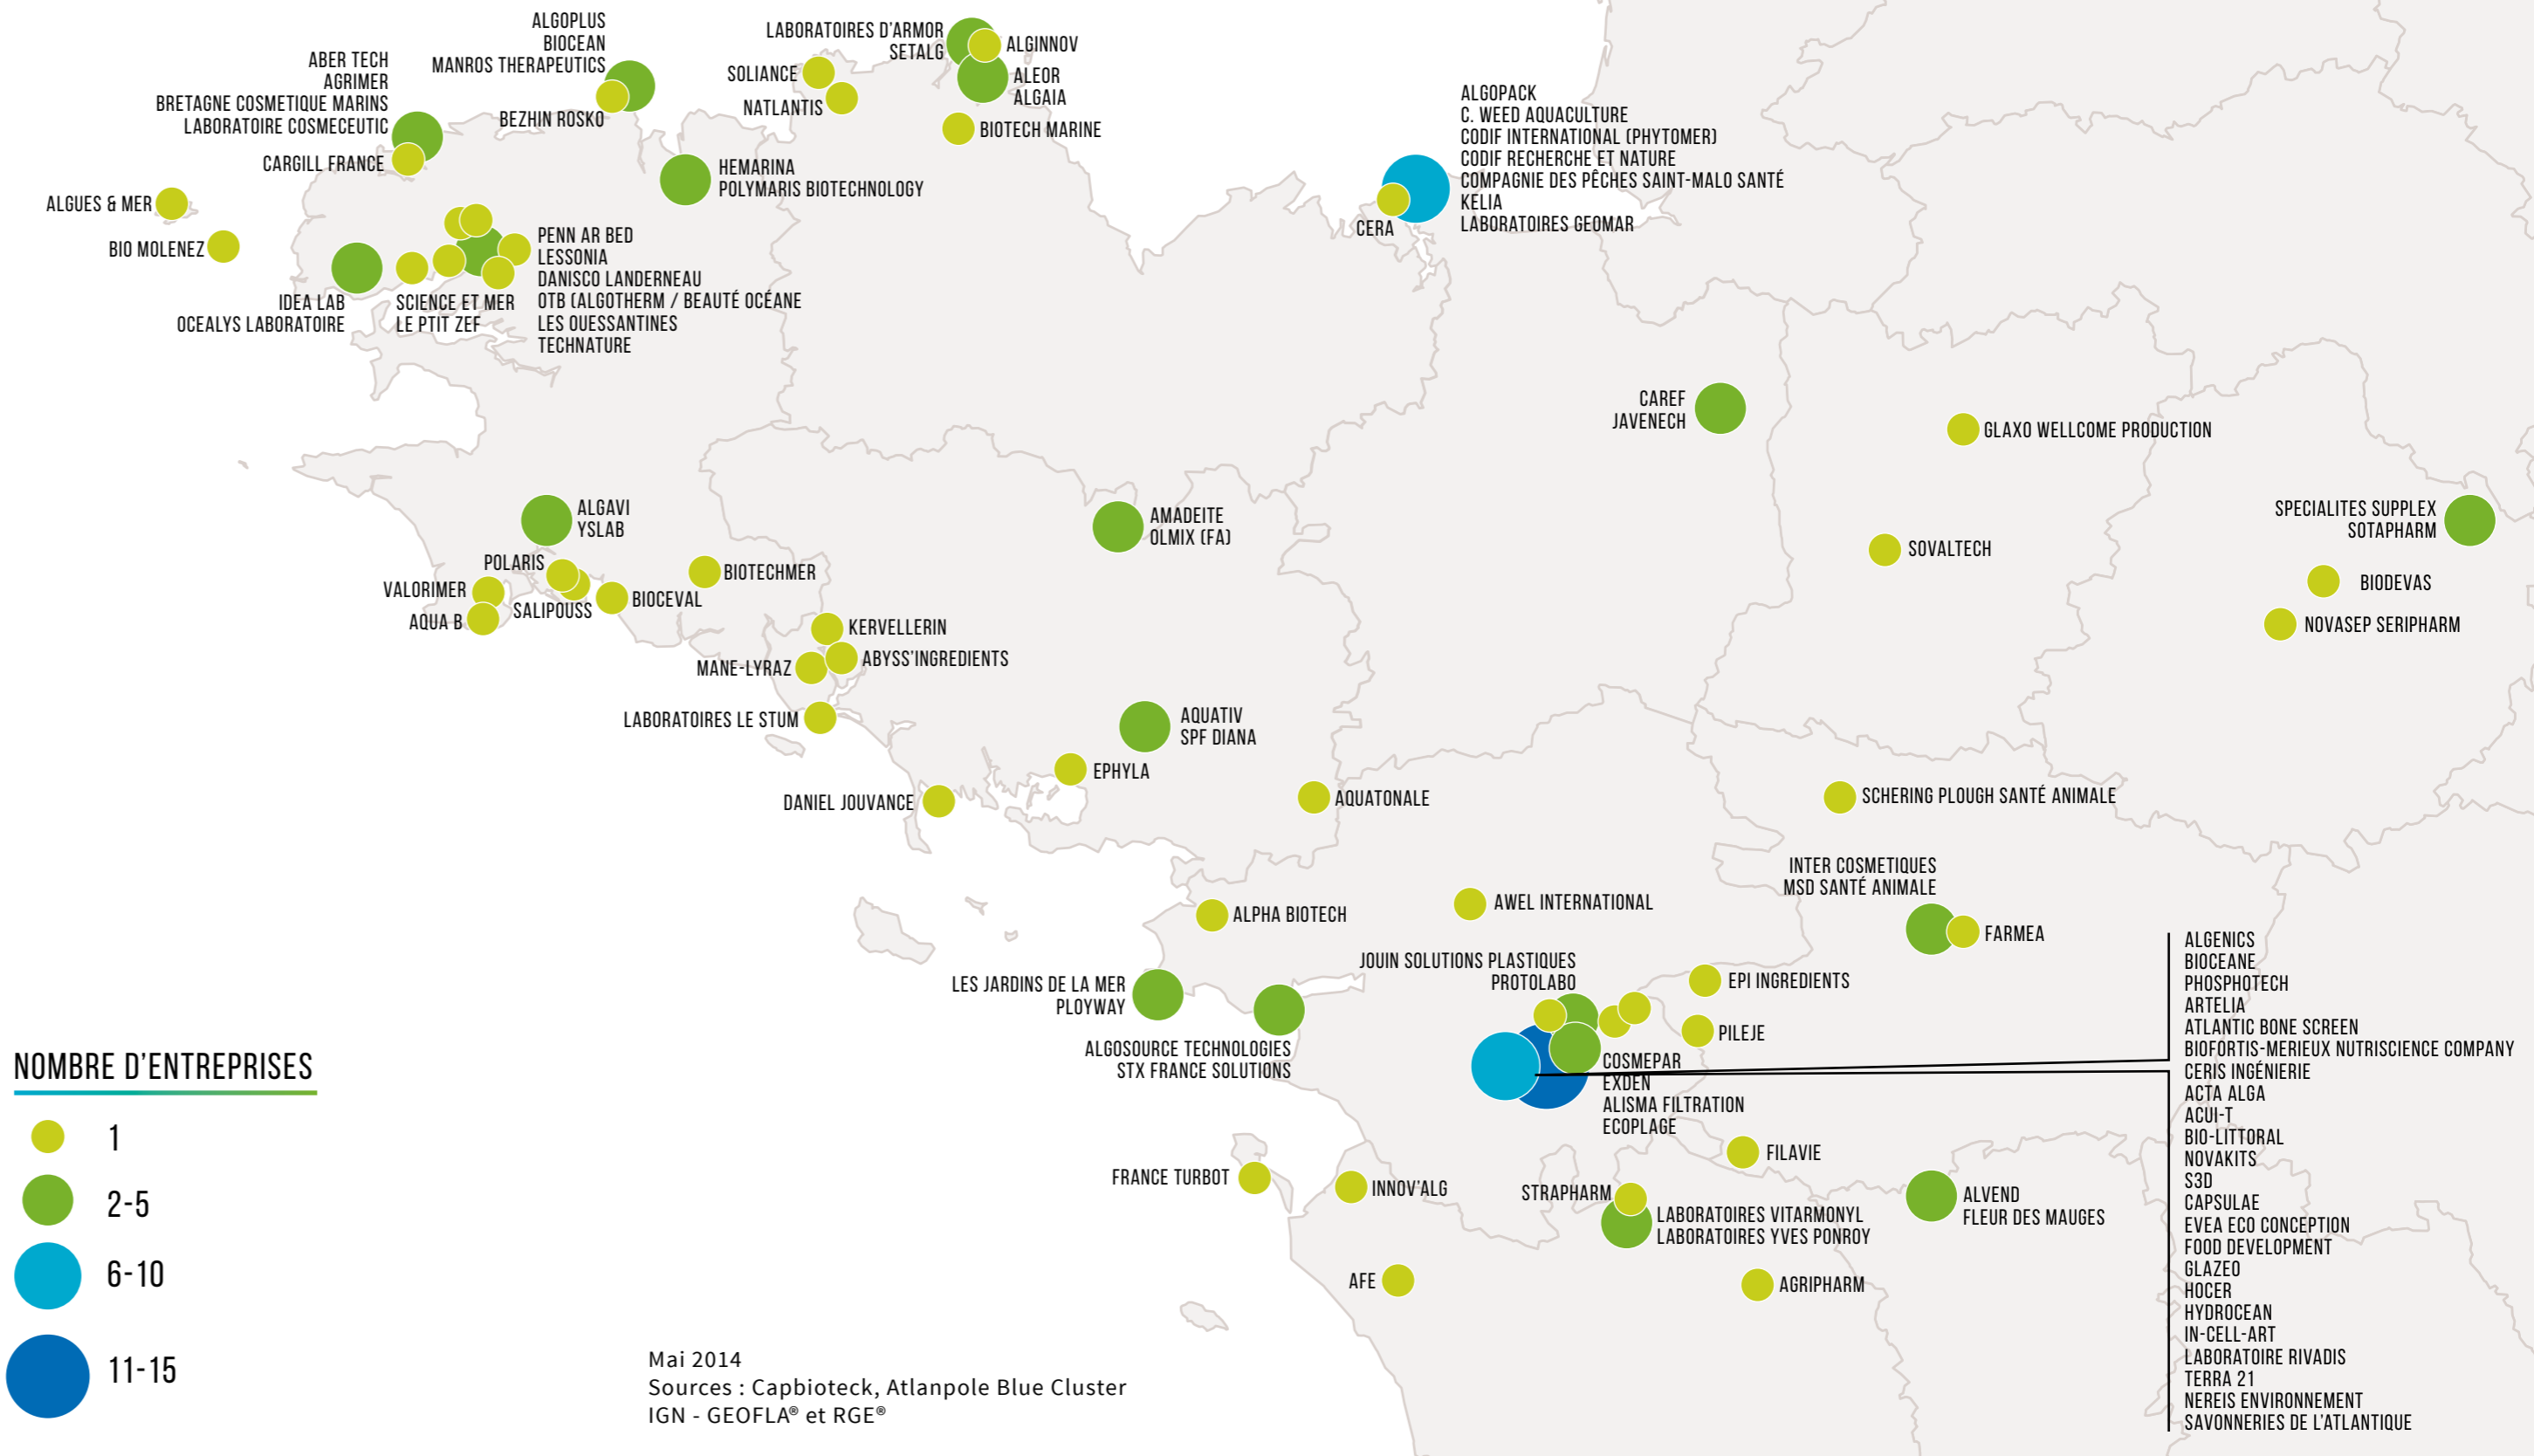 ALGOPLUS
BIOCEAN
MANROS THERAPEUTICS
BEZHIN ROSKO
ABER TECH
AGRIMER
BRETAGNE COSMETIQUE MARINS
LABORATOIRE COSMECEUTIC
CARGILL FRANCE
ALGUES & MER
BIO MOLENEZ
IDEA LAB
OCEALYS LABORATOIRE
SCIENCE ET MER
LE PTIT ZEF
PENN AR BED
LESSONIA
DANISCO LANDERNEAU
OTB (ALGOTHERM / BEAUTÉ OCÉANE
LES OUESSANTINES
TECHNATURE
HEMARINA
POLYMARIS BIOTECHNOLOGY
SOLIANCE
NATLANTIS
LABORATOIRES D'ARMOR
SETALG
ALGINNOV
ALEOR
ALGAIA
BIOTECH MARINE
ALGOPACK
C. WEED AQUACULTURE
CODIF INTERNATIONAL (PHYTOMER)
CODIF RECHERCHE ET NATURE
COMPAGNIE DES PÊCHES SAINT-MALO SANTÉ
KELIA
LABORATOIRES GEOMAR
CERA
CAREF
JAVENECH
GLAXO WELLCOME PRODUCTION
SOVALTECH
SPECIALITES SUPPLEX
SOTAPHARM
BIODEVAS
NOVASEP SERIPHARM
ALGAVI
YSLAB
POLARIS
VALORIMER
AQUA B
SALIPOUSS
BIOCEVAL
BIOTECHMER
AMADEITE
OLMIX (FA)
KERVELLERIN
ABYSS'INGREDIENTS
MANE-LYRAZ
LABORATOIRES LE STUM
AQUATIV
SPF DIANA
EPHYLA
DANIEL JOUVANCE
AQUATONALE
SCHERING PLOUGH SANTÉ ANIMALE
INTER COSMETIQUES
MSD SANTÉ ANIMALE
FARMEA
ALPHA BIOTECH
AWEL INTERNATIONAL
JOUIN SOLUTIONS PLASTIQUES
PROTOLABO
EPI INGREDIENTS
PILEJE
LES JARDINS DE LA MER
PLOYWAY
ALGOSOURCE TECHNOLOGIES
STX FRANCE SOLUTIONS
COSMEPAR
EXDEN
ALISMA FILTRATION
ECOPLAGE
FILAVIE
FRANCE TURBOT
INNOV'ALG
STRAPHARM
LABORATOIRES VITARMONYL
LABORATOIRES YVES PONROY
ALVEND
FLEUR DES MAUGES
AFE
AGRIPHARM
ALGENICS
BIOCEANE
PHOSPHOTECH
ARTELIA
ATLANTIC BONE SCREEN
BIOFORTIS-MERIEUX NUTRISCIENCE COMPANY
CERIS INGÉNIERIE
ACTA ALGA
ACUI-T
BIO-LITTORAL
NOVAKITS
S3D
CAPSULAE
EVEA ECO CONCEPTION
FOOD DEVELOPMENT
GLAZEO
HOCER
HYDROCEAN
IN-CELL-ART
LABORATOIRE RIVADIS
TERRA 21
NEREIS ENVIRONNEMENT
SAVONNERIES DE L'ATLANTIQUE
NOMBRE D'ENTREPRISES
1
2-5
6-10
11-15
Mai 2014
Sources : Capbioteck, Atlanpole Blue Cluster
IGN - GEOFLA® et RGE®